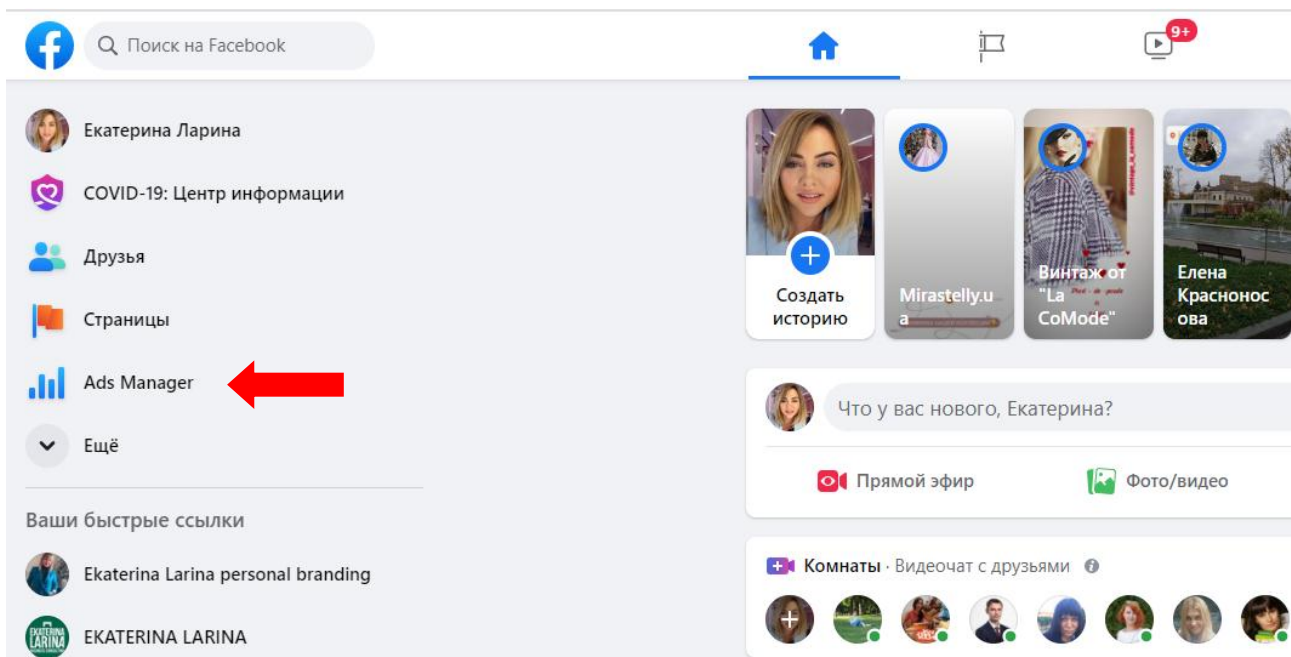 Поиск на Facebook
9+
Екатерина Ларина
COVID-19: Центр информации
Друзья
Страницы
Ads Manager
Ещё
Ваши быстрые ссылки
Ekaterina Larina personal branding
EKATERINA LARINA
Создать
историю
Mirastelly.u
a
Винтаж от
"La
CoMode"
Елена
Краснонос
ова
Что у вас нового, Екатерина?
Прямой эфир
Фото/видео
Комнаты · Видеочат с друзьями